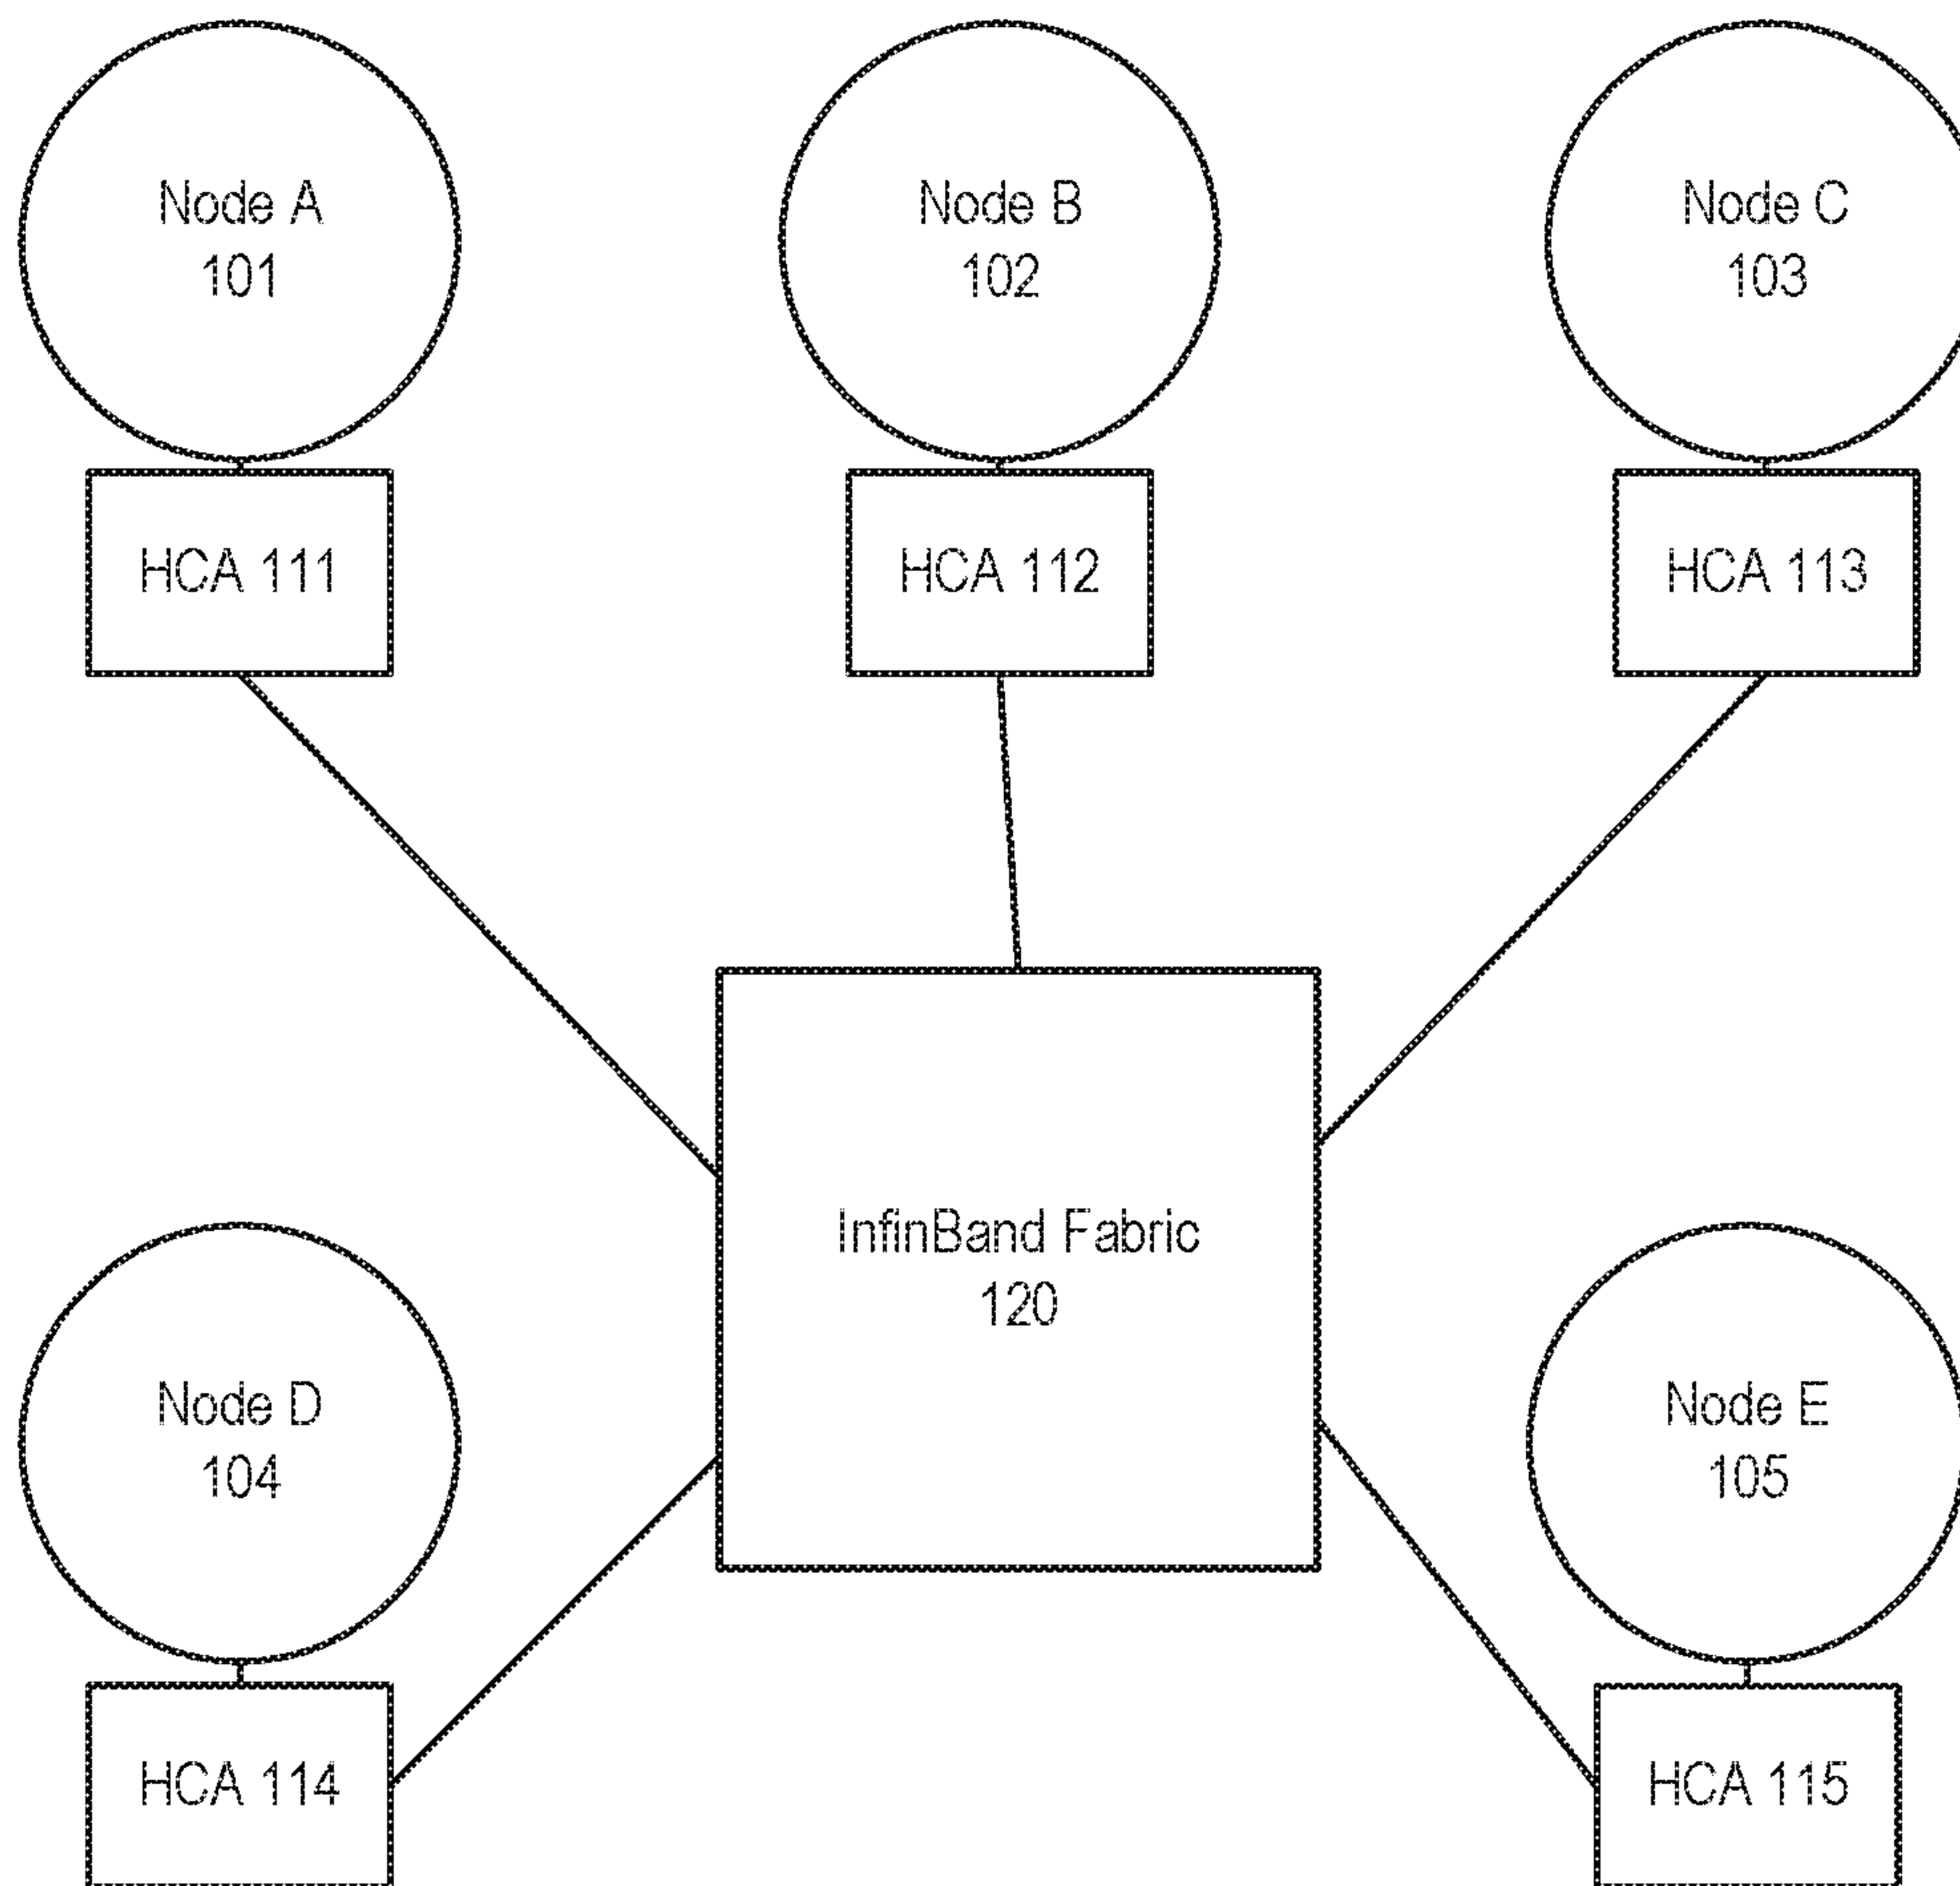 Node A
101
Node B
102
Node C
103
HCA 111
HCA 112
HCA 113
InfinBand Fabric
120
Node D
104
Node E
105
HCA 114
HCA 115